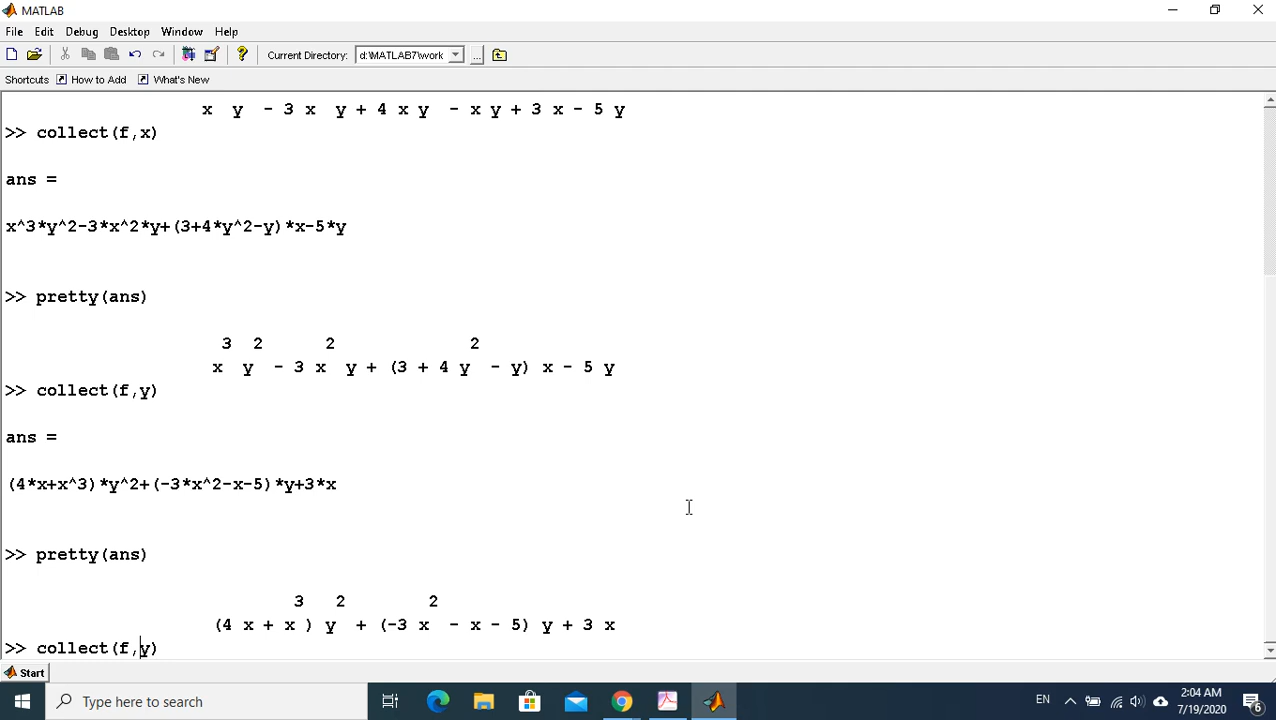 MATLAB
File Edit Debug Desktop Window Help
Current Directory: d:\MATLAB7\work ...
Shortcuts How to Add What's New
x y - 3 x y + 4 x y - x y + 3 x - 5 y
>> collect(f,x)
ans =
x^3*y^2-3*x^2*y+(3+4*y^2-y)*x-5*y
>> pretty(ans)
3 2 2 2
x y - 3 x y + (3 + 4 y - y) x - 5 y
>> collect(f,y)
ans =
(4*x+x^3)*y^2+(-3*x^2-x-5)*y+3*x
>> pretty(ans)
3 2 2
(4 x + x ) y + (-3 x - x - 5) y + 3 x
>> collect(f,y)
Start
Type here to search
EN
2:04 AM
7/19/2020
6